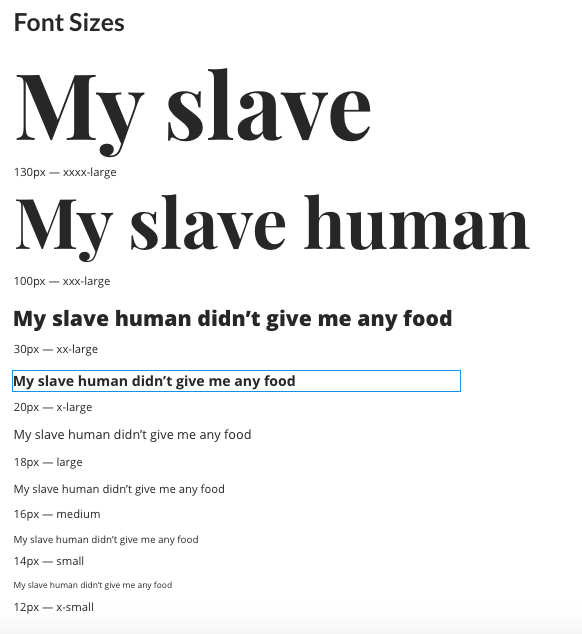 Font Sizes
My slave
130px — xxxx-large
My slave human
100px — xxx-large
My slave human didn’t give me any food
30px — xx-large
My slave human didn’t give me any food
20px — x-large
My slave human didn’t give me any food
18px — large
My slave human didn’t give me any food
16px — medium
My slave human didn’t give me any food
14px — small
My slave human didn’t give me any food
12px — x-small